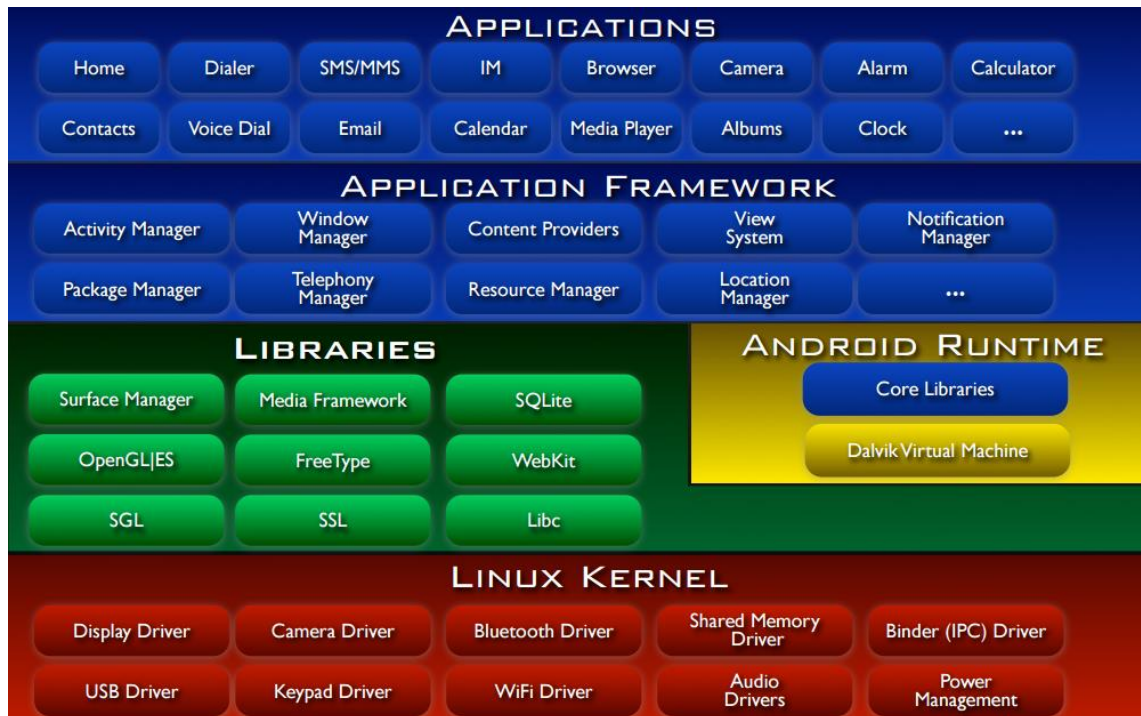 APPLICATIONS
Home Dialer SMS/MMS IM Browser Camera Alarm Calculator
Contacts Voice Dial Email Calendar Media Player Albums Clock ...
APPLICATION FRAMEWORK
Activity Manager Window Manager Content Providers View System Notification Manager
Package Manager Telephony Manager Resource Manager Location Manager ...
LIBRARIES
Surface Manager Media Framework SQLite
OpenGL|ES FreeType WebKit
SGL SSL Libc
ANDROID RUNTIME
Core Libraries
Dalvik Virtual Machine
LINUX KERNEL
Display Driver Camera Driver Bluetooth Driver Shared Memory Driver Binder (IPC) Driver
USB Driver Keypad Driver WiFi Driver Audio Drivers Power Management